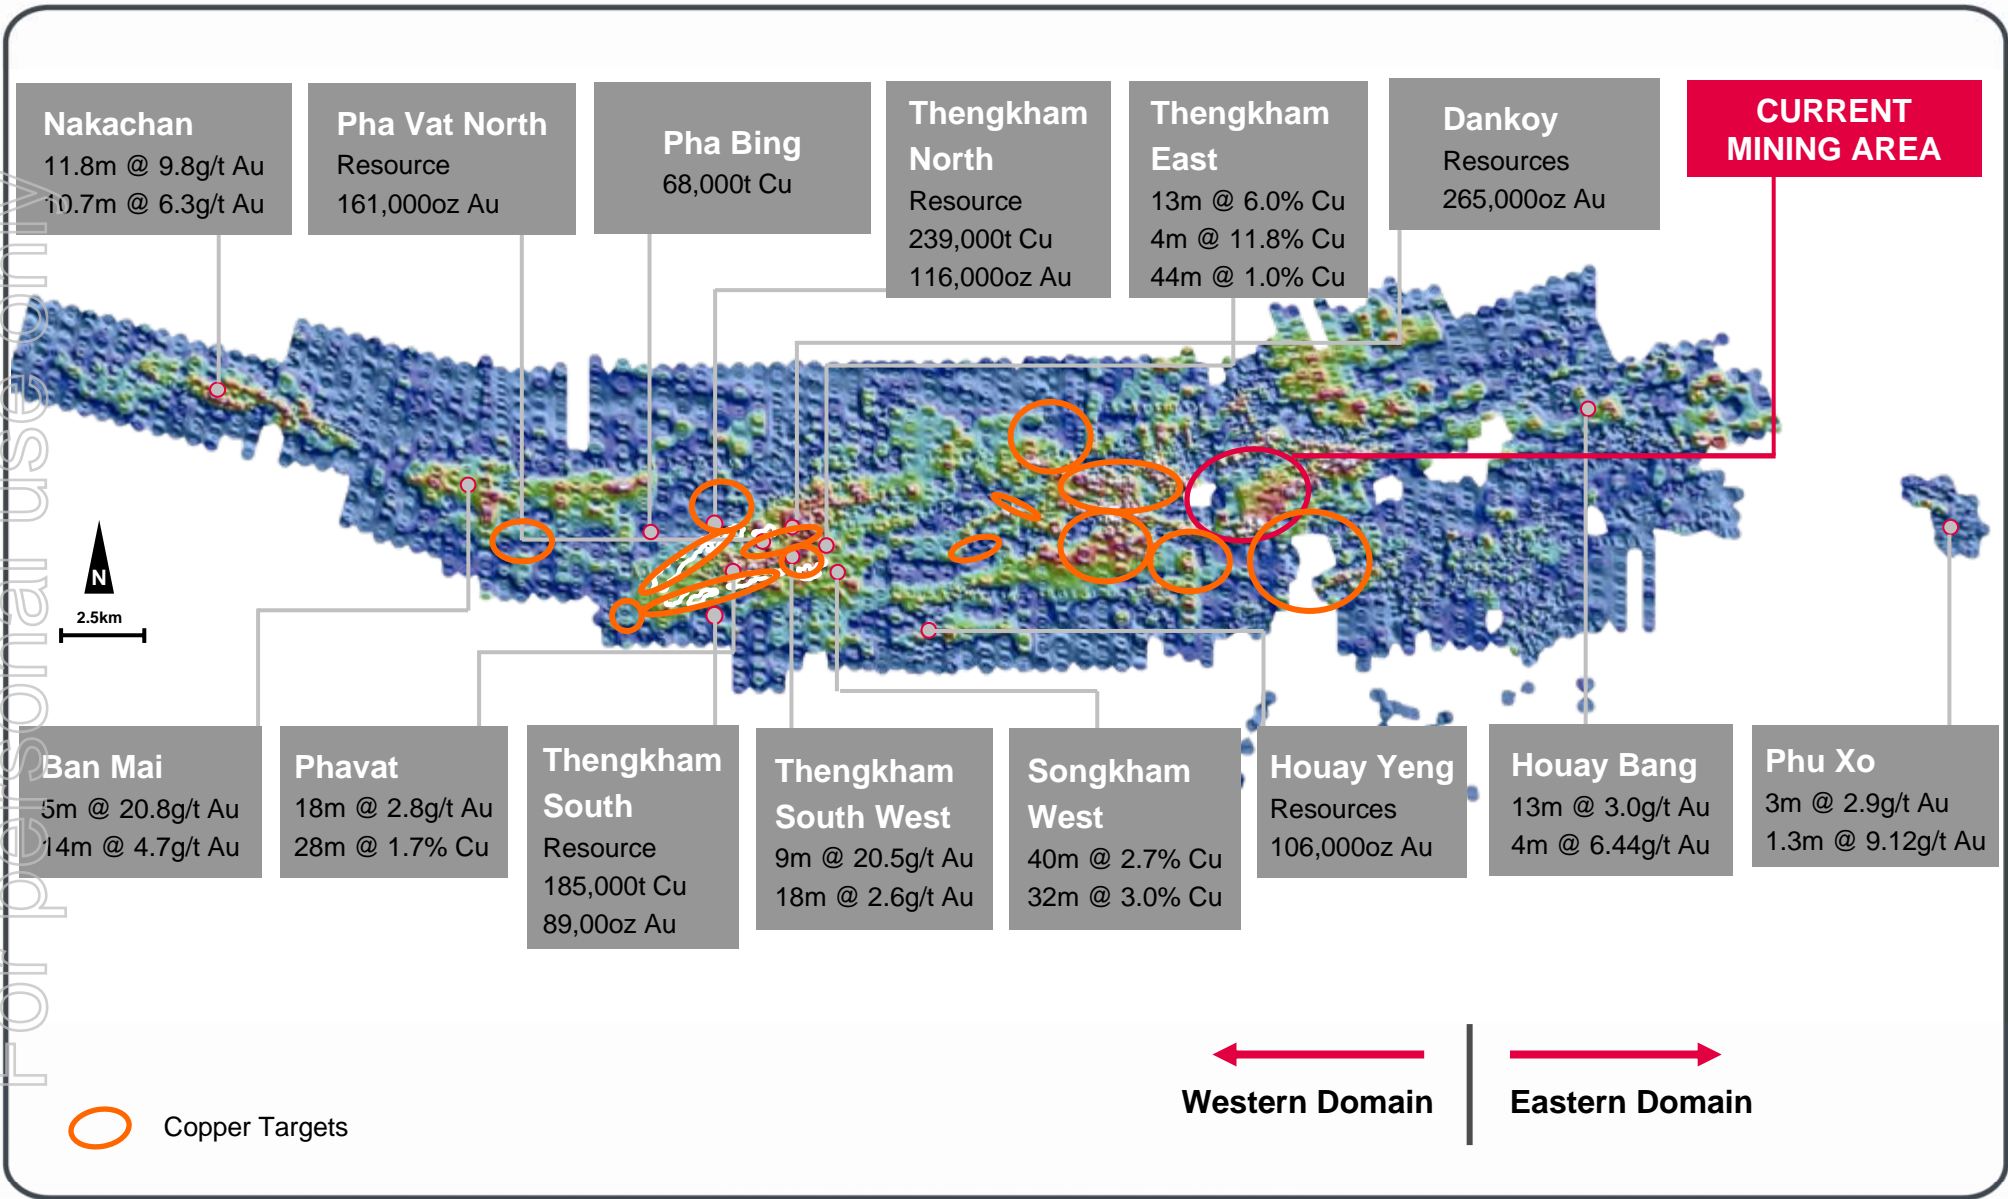 Nakachan
11.8m @ 9.8g/t Au
10.7m @ 6.3g/t Au
Pha Vat North
Resource
161,000oz Au
Pha Bing
68,000t Cu
Thengkham
North
Resource
239,000t Cu
116,000oz Au
Thengkham
East
13m @ 6.0% Cu
4m @ 11.8% Cu
44m @ 1.0% Cu
Dankoy
Resources
265,000oz Au
CURRENT
MINING AREA
For personal use only
N
2.5km
Ban Mai
5m @ 20.8g/t Au
14m @ 4.7g/t Au
Phavat
18m @ 2.8g/t Au
28m @ 1.7% Cu
Thengkham
South
Resource
185,000t Cu
89,00oz Au
Thengkham
South West
9m @ 20.5g/t Au
18m @ 2.6g/t Au
Songkham
West
40m @ 2.7% Cu
32m @ 3.0% Cu
Houay Yeng
Resources
106,000oz Au
Houay Bang
13m @ 3.0g/t Au
4m @ 6.44g/t Au
Phu Xo
3m @ 2.9g/t Au
1.3m @ 9.12g/t Au
Western Domain
Eastern Domain
Copper Targets